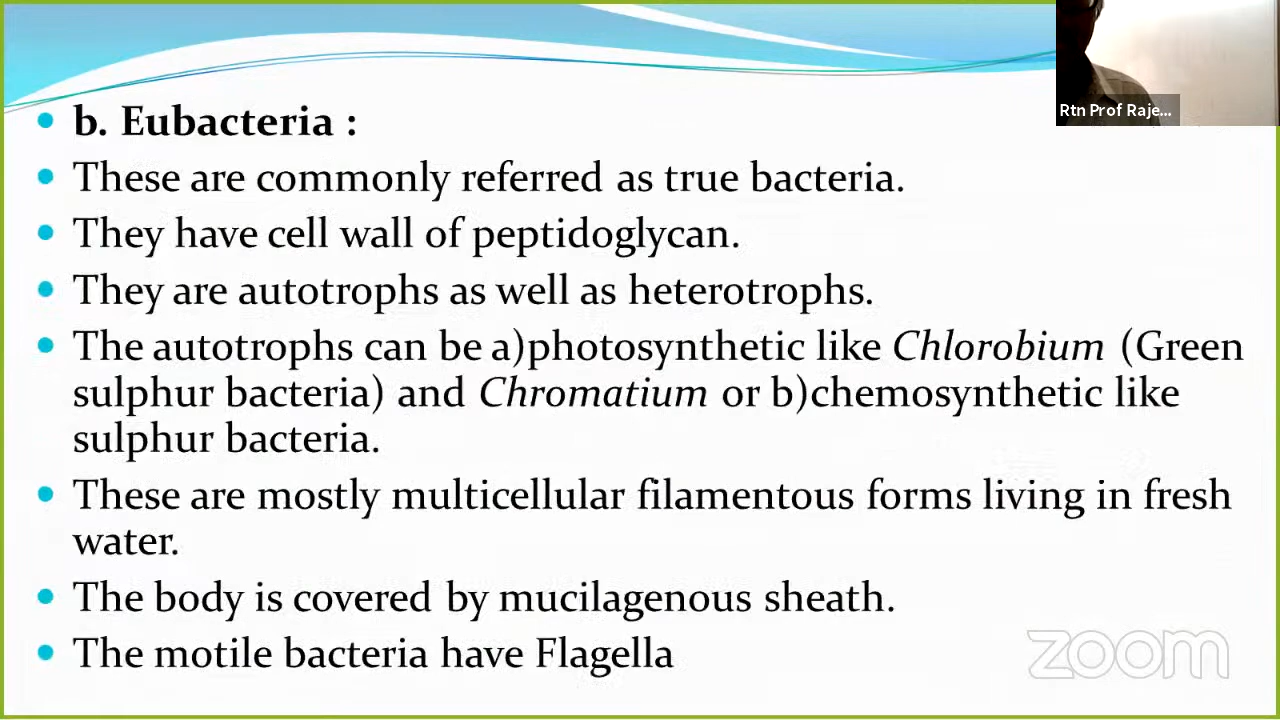 Rtn Prof Raje...
• b. Eubacteria :
• These are commonly referred as true bacteria.
• They have cell wall of peptidoglycan.
• They are autotrophs as well as heterotrophs.
• The autotrophs can be a)photosynthetic like Chlorobium (Green
sulphur bacteria) and Chromatium or b)chemosynthetic like
sulphur bacteria.
• These are mostly multicellular filamentous forms living in fresh
water.
• The body is covered by mucilagenous sheath.
• The motile bacteria have Flagella
zoom